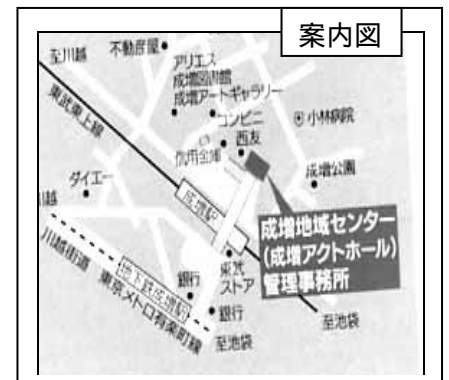 案内図
至川越
不動産屋
アリエス
成増図書館
成増アートギャラリー
コンビニ
小林病院
信用金庫
西友
東武東上線
成増公園
ダイエー
成増駅
川越
成増地域センター
(成増アクトホール)
管理事務所
川越街道
地下鉄成増駅
東京メトロ有楽町線
東武
ストア
銀行
銀行
至池袋
至池袋